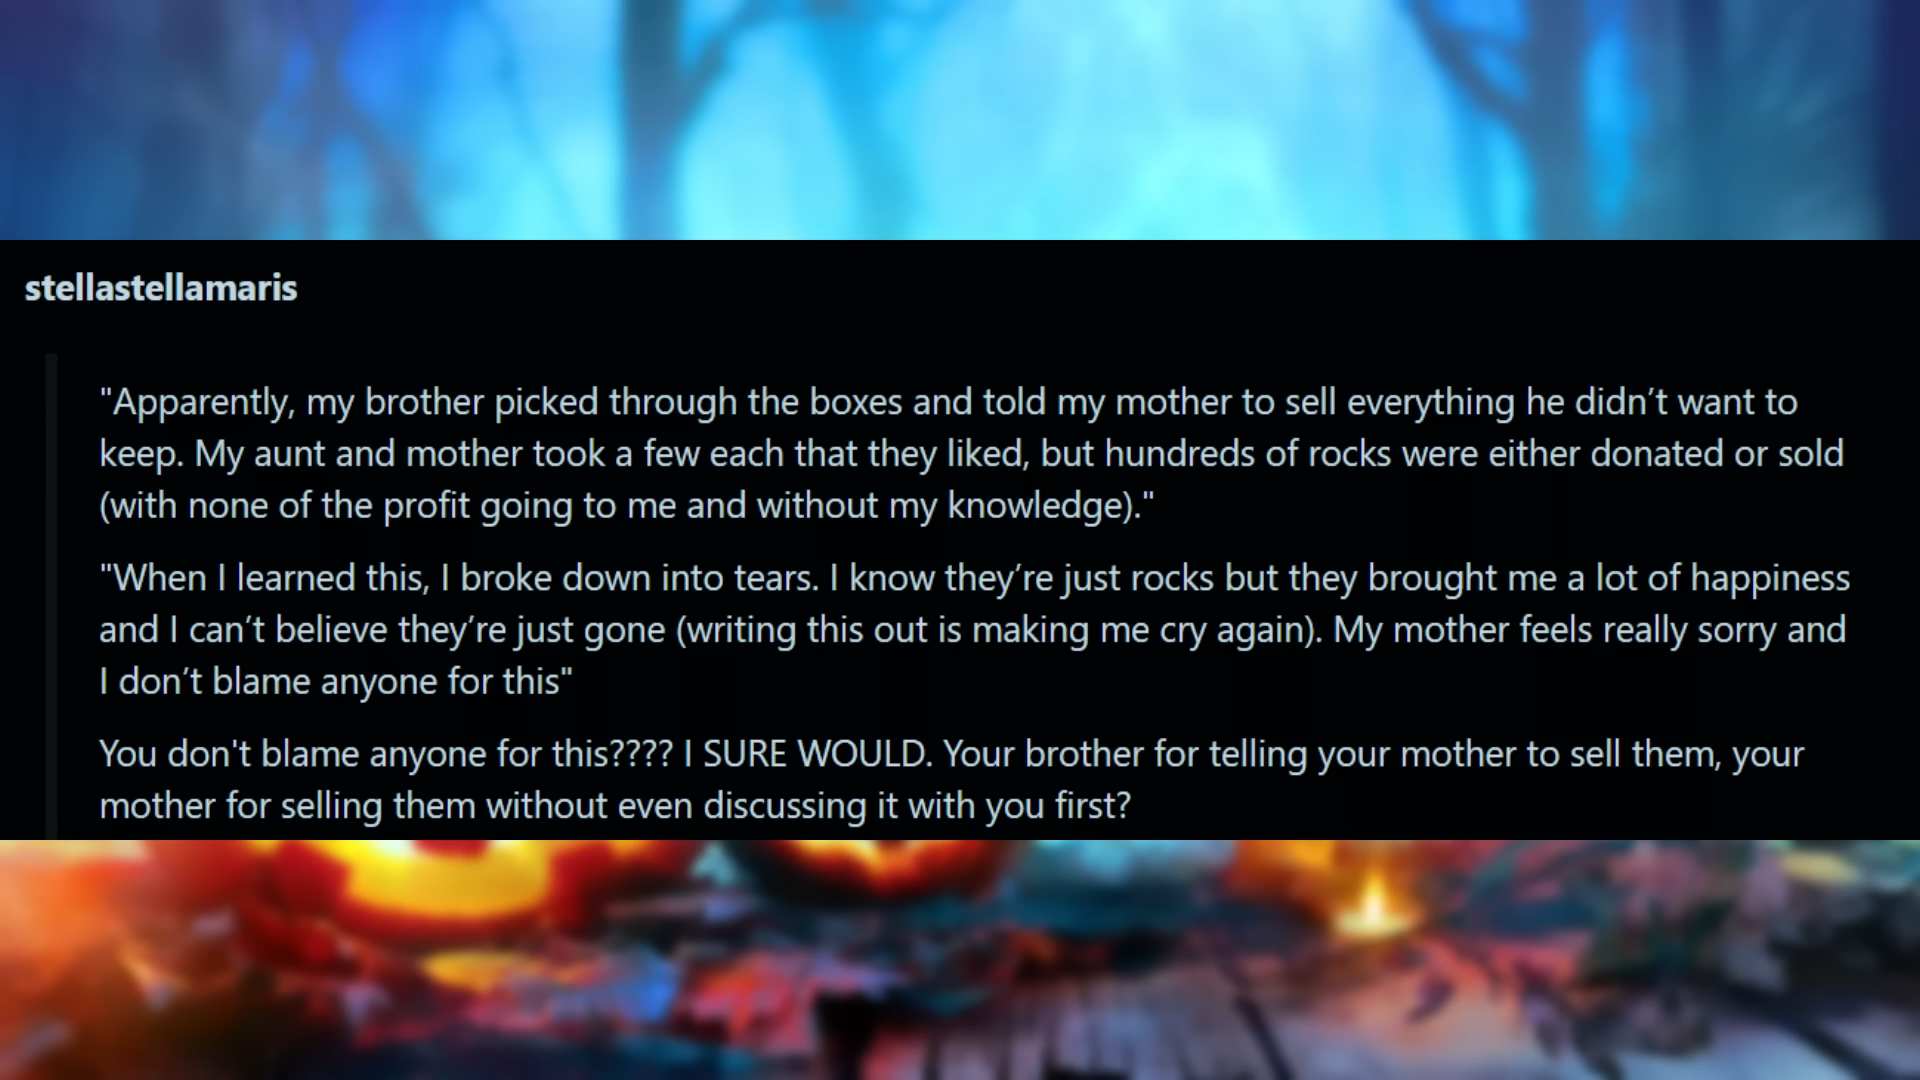 stellastellamaris
"Apparently, my brother picked through the boxes and told my mother to sell everything he didn’t want to
keep. My aunt and mother took a few each that they liked, but hundreds of rocks were either donated or sold
(with none of the profit going to me and without my knowledge)."
"When I learned this, I broke down into tears. I know they’re just rocks but they brought me a lot of happiness
and I can’t believe they’re just gone (writing this out is making me cry again). My mother feels really sorry and
I don’t blame anyone for this"
You don't blame anyone for this???? I SURE WOULD. Your brother for telling your mother to sell them, your
mother for selling them without even discussing it with you first?